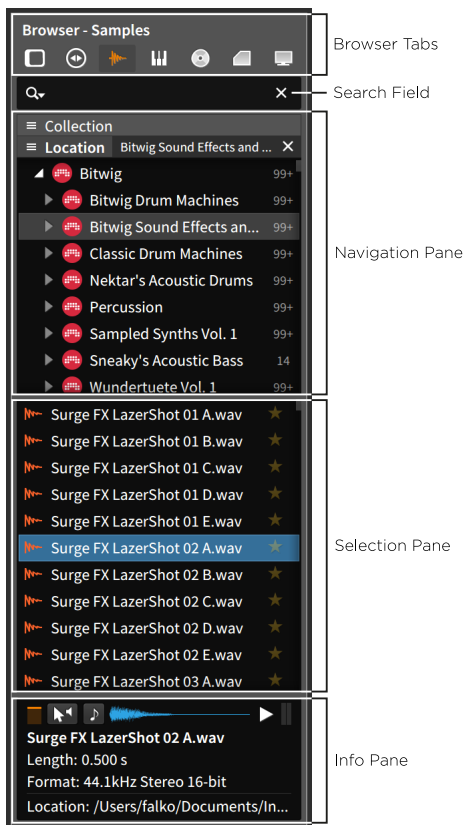 Browser - Samples
Browser Tabs
Search Field
Collection
Location Bitwig Sound Effects and ...
Bitwig 99+
Bitwig Drum Machines 99+
Bitwig Sound Effects an... 99+
Classic Drum Machines 99+
Navigation Pane
Nektar's Acoustic Drums 99+
Percussion 99+
Sampled Synths Vol. 1 99+
Sneaky's Acoustic Bass 14
Wundertuete Vol. 1 99+
Surge FX LazerShot 01 A.wav
Surge FX LazerShot 01 B.wav
Surge FX LazerShot 01 C.wav
Surge FX LazerShot 01 D.wav
Surge FX LazerShot 01 E.wav
Surge FX LazerShot 02 A.wav
Selection Pane
Surge FX LazerShot 02 B.wav
Surge FX LazerShot 02 C.wav
Surge FX LazerShot 02 D.wav
Surge FX LazerShot 02 E.wav
Surge FX LazerShot 03 A.wav
Surge FX LazerShot 02 A.wav
Length: 0.500 s
Info Pane
Format: 44.1kHz Stereo 16-bit
Location: /Users/falko/Documents/In...